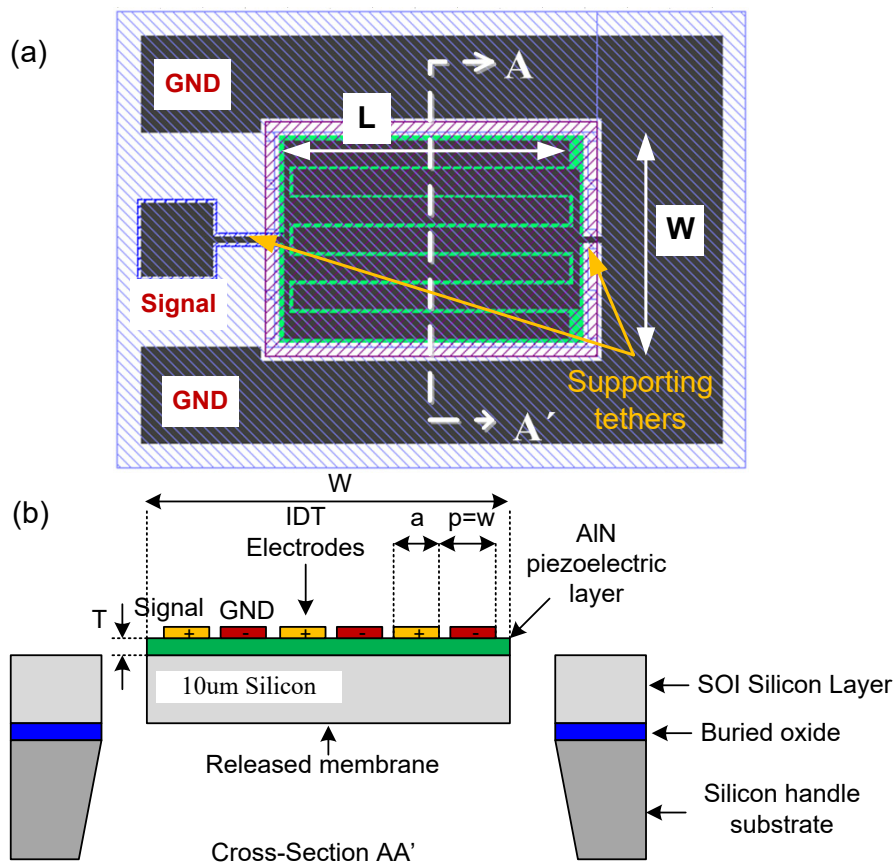 (a)
GND
A
L
W
Signal
GND
Supporting
tethers
A´
(b)
W
IDT
Electrodes
a
p=w
AlN
piezoelectric
layer
T
Signal
GND
+
-
+
-
+
-
10um Silicon
SOI Silicon Layer
Buried oxide
Released membrane
Silicon handle
substrate
Cross-Section AA’